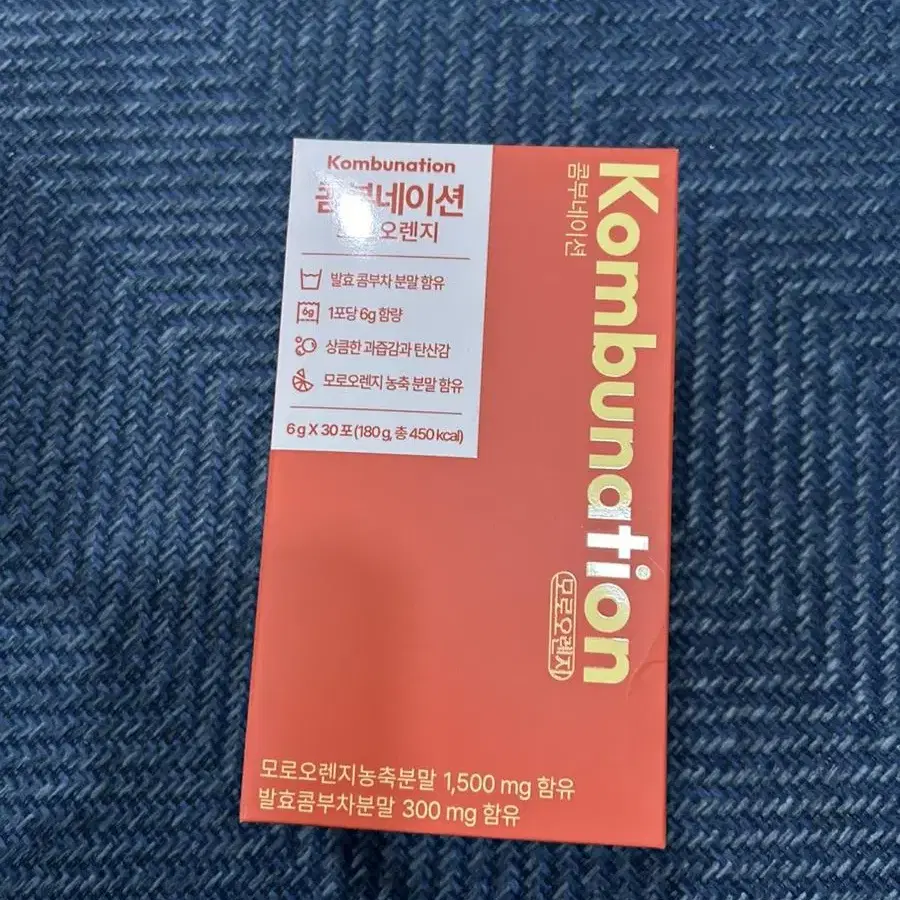 Kombunation
콤부네이션
모로오렌지
발효 콤부차 분말 함유
6g
1포당 6g 함량
상큼한 과즙감과 탄산감
모로오렌지 농축 분말 함유
6 g X 30 포 (180 g, 총 450 kcal)
Kombunation
콤부네이션
모로오렌지
모로오렌지농축분말 1,500 mg 함유
발효콤부차분말 300 mg 함유